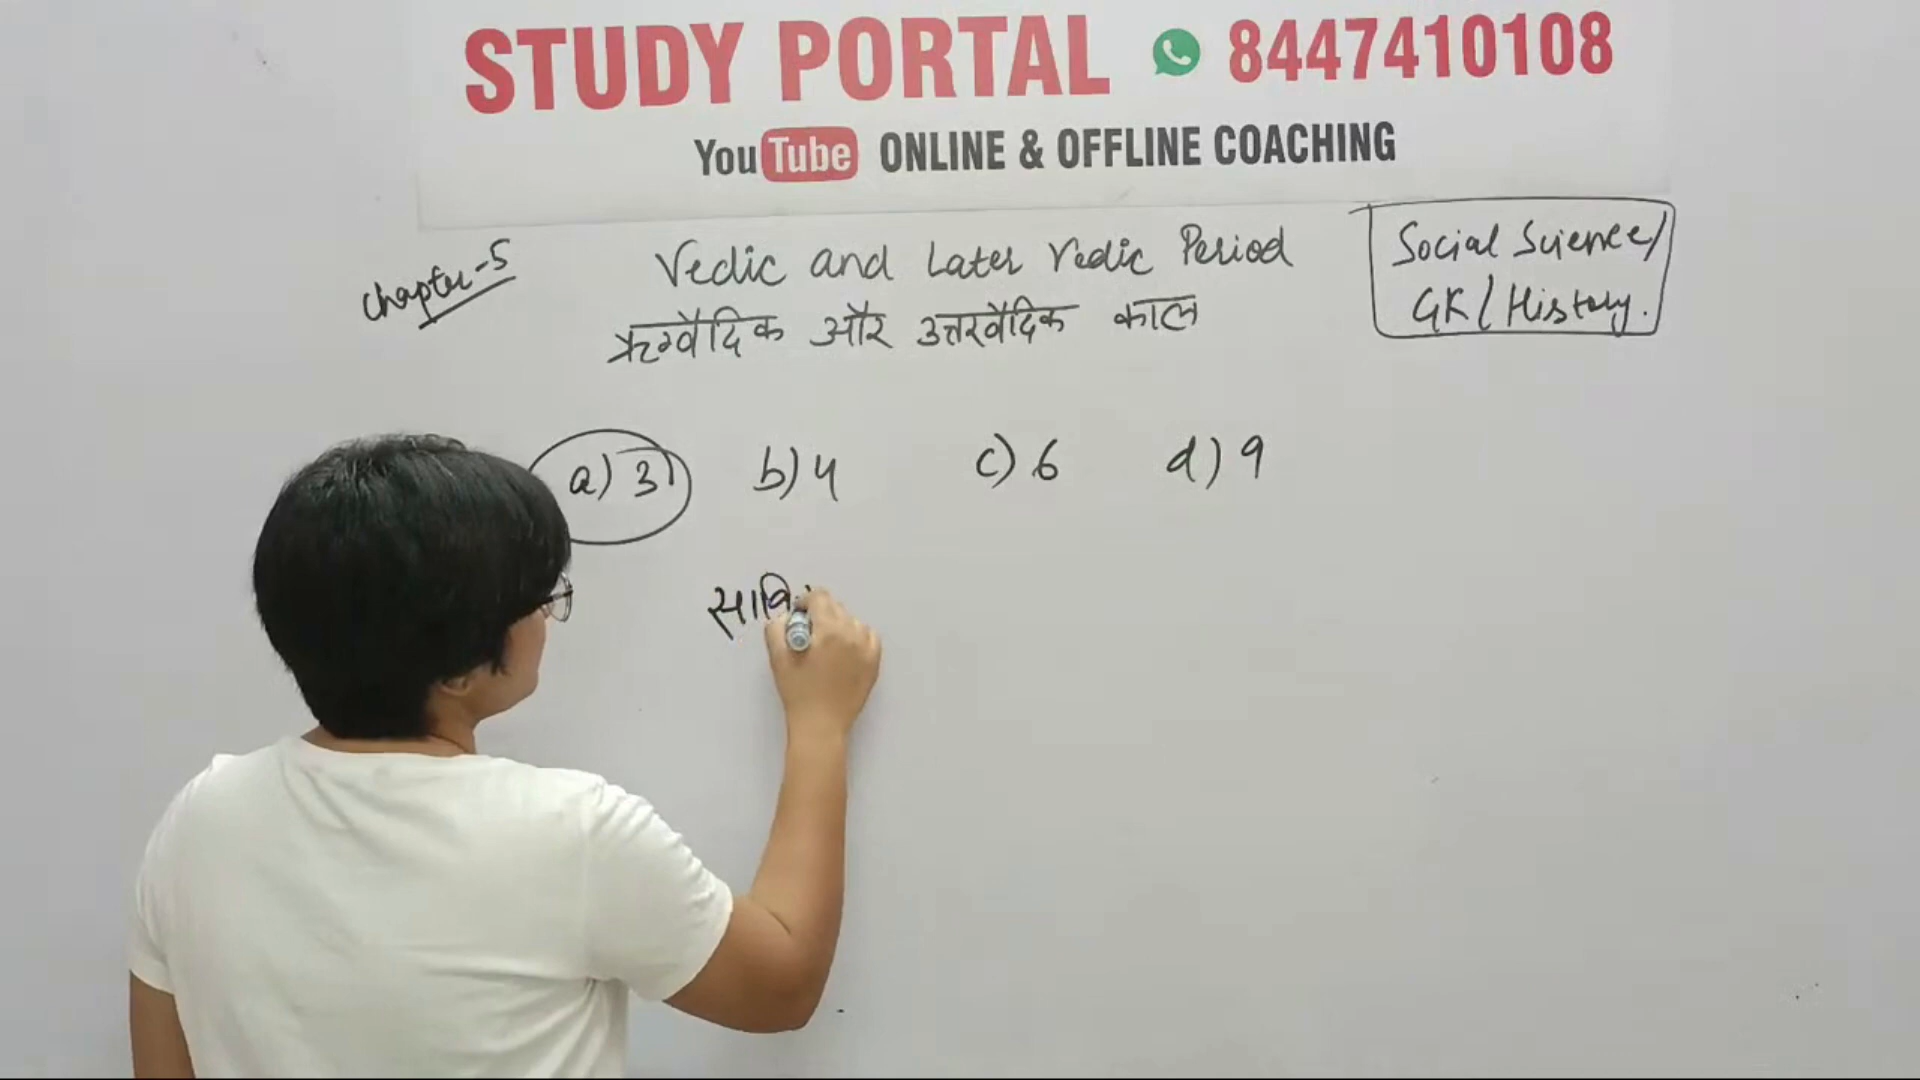 STUDY PORTAL 8447410108
YouTube ONLINE & OFFLINE COACHING
Chapter-5
Vedic and Later Vedic Period
ऋग्वैदिक और उत्तरवैदिक काल
Social Science/
GK/History.
a) 3 b) 4 c) 6 d) 9
सावि